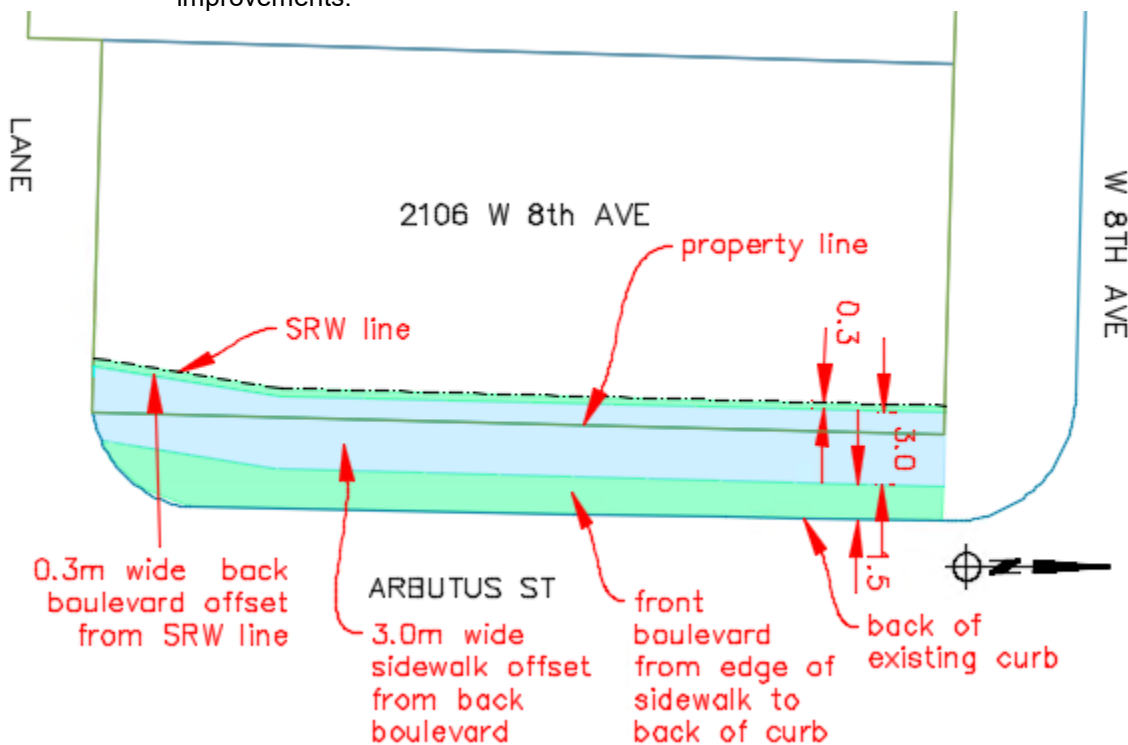 improvements.
LANE
W 8TH AVE
2106 W 8th AVE
property line
SRW line
0.3
3.0
1.5
N
0.3m wide back
boulevard offset
from SRW line
ARBUTUS ST
3.0m wide
sidewalk offset
from back
boulevard
front
boulevard
from edge of
sidewalk to
back of curb
back of
existing curb